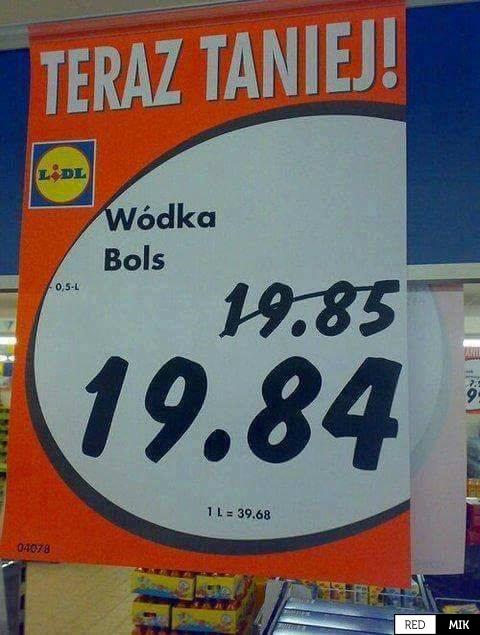 TERAZ TANIEJ!
LIDL
Wódka
Bols
0,5-L
19.85
19.84
1 L = 39.68
04078
RED MIK